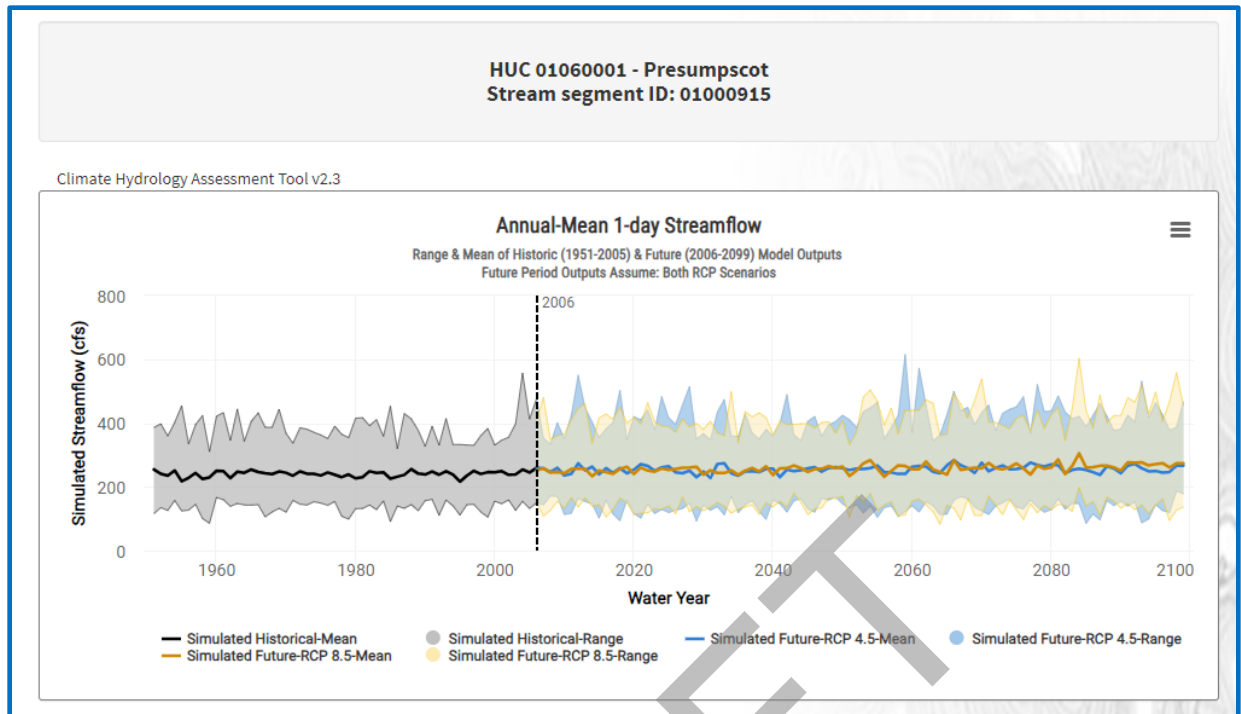 HUC 01060001 - Presumpscot
Stream segment ID: 01000915
Climate Hydrology Assessment Tool v2.3
Annual-Mean 1-day Streamflow
Range & Mean of Historic (1951-2005) & Future (2006-2099) Model Outputs
Future Period Outputs Assume: Both RCP Scenarios
Simulated Streamflow (cfs)
800
600
400
200
0
2006
1960 1980 2000 2020 2040 2060 2080 2100
Water Year
Simulated Historical-Mean Simulated Historical-Range Simulated Future-RCP 4.5-Mean Simulated Future-RCP 4.5-Range
Simulated Future-RCP 8.5-Mean Simulated Future-RCP 8.5-Range